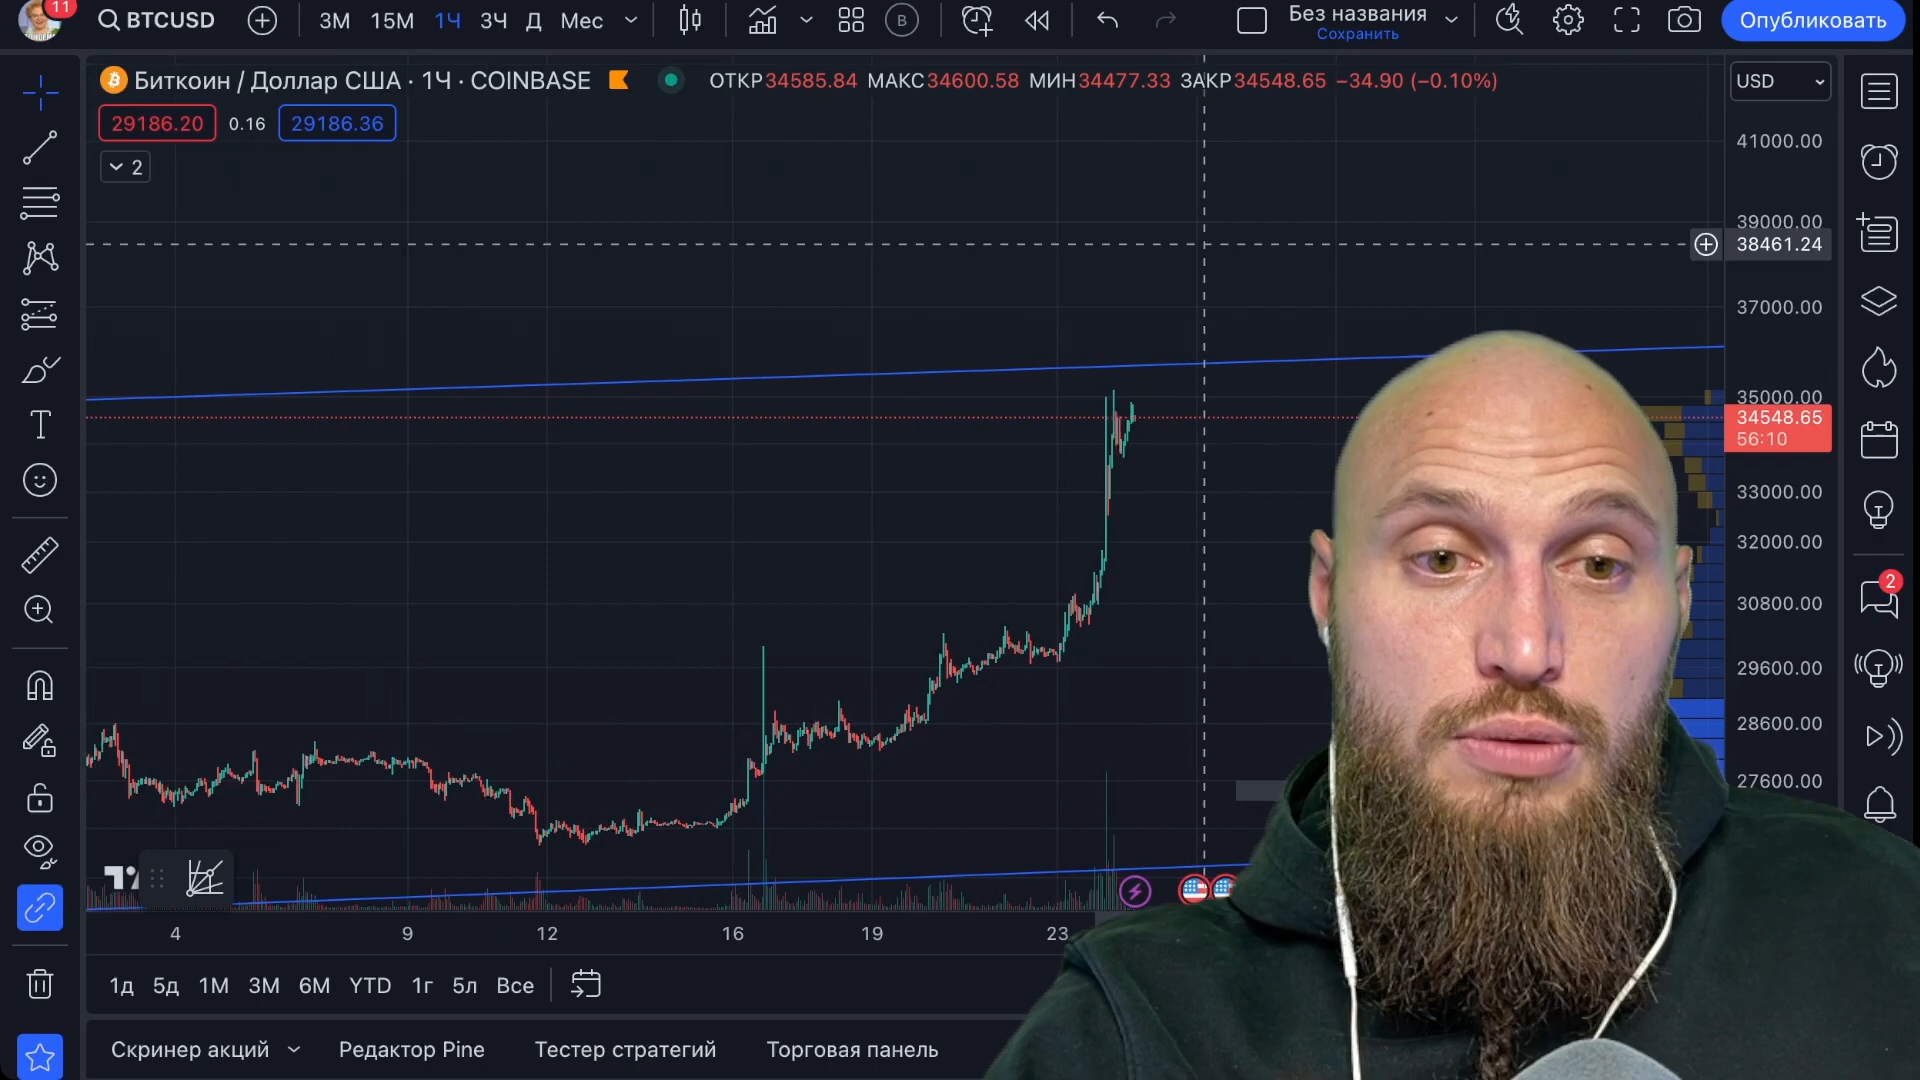 11
BTCUSD
3М 15М 1Ч 3Ч Д Мес
B
Без названия
Сохранить
Опубликовать
Биткоин / Доллар США · 1Ч · COINBASE
ОТКР34585.84 МАКС34600.58 МИН34477.33 ЗАКР34548.65 −34.90 (−0.10%)
USD
29186.20 0.16 29186.36
2
41000.00
39000.00
38461.24
37000.00
35000.00
34548.65
56:10
33000.00
32000.00
30800.00
29600.00
28600.00
27600.00
2
4 9 12 16 19 23
1д 5д 1М 3М 6М YTD 1г 5л Все
Скринер акций Редактор Pine Тестер стратегий Торговая панель